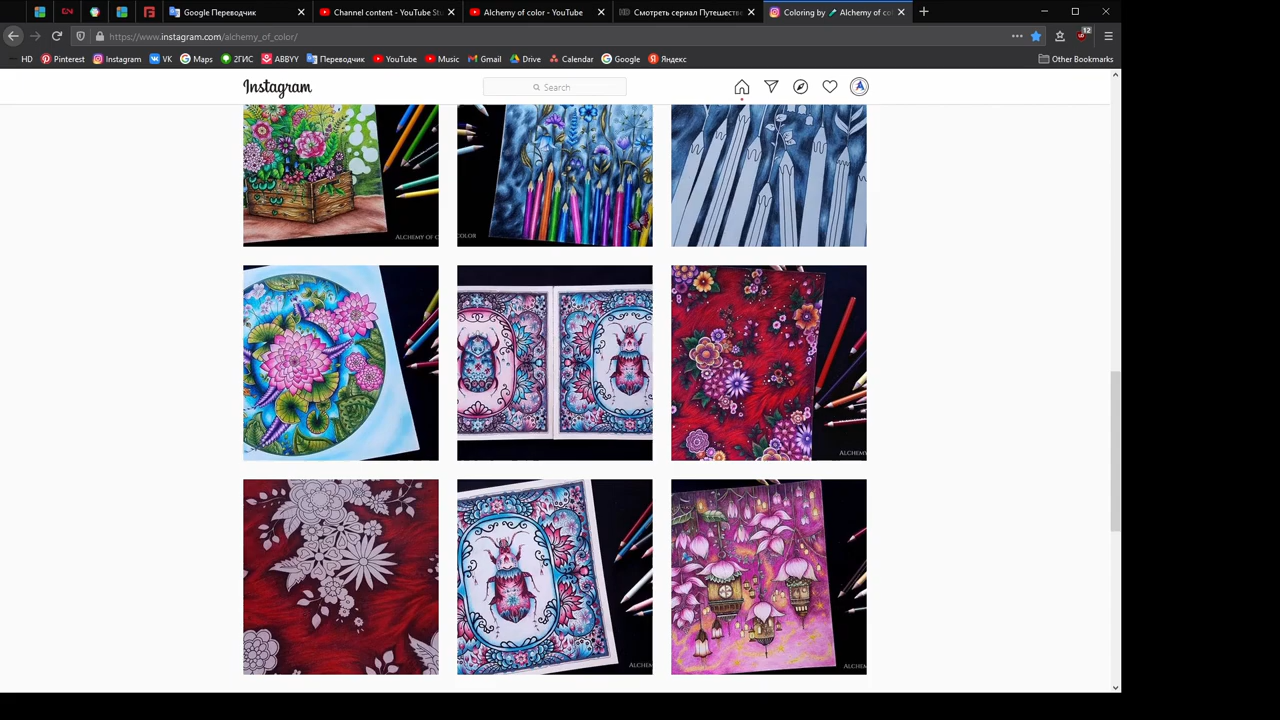 Google Переводчик
Channel content - YouTube St
Alchemy of color - YouTube
Смотреть сериал Путешеств
Coloring by Alchemy of co
https://www.instagram.com/alchemy_of_color/
12
HD Pinterest Instagram VK Maps 2ГИС ABBYY Переводчик YouTube Music Gmail Drive Calendar Google Яндекс Other Bookmarks
Instagram
Search
ALCHEMY OF C
COLOR
ALCHEMY
ALCHEM
ALCHEM